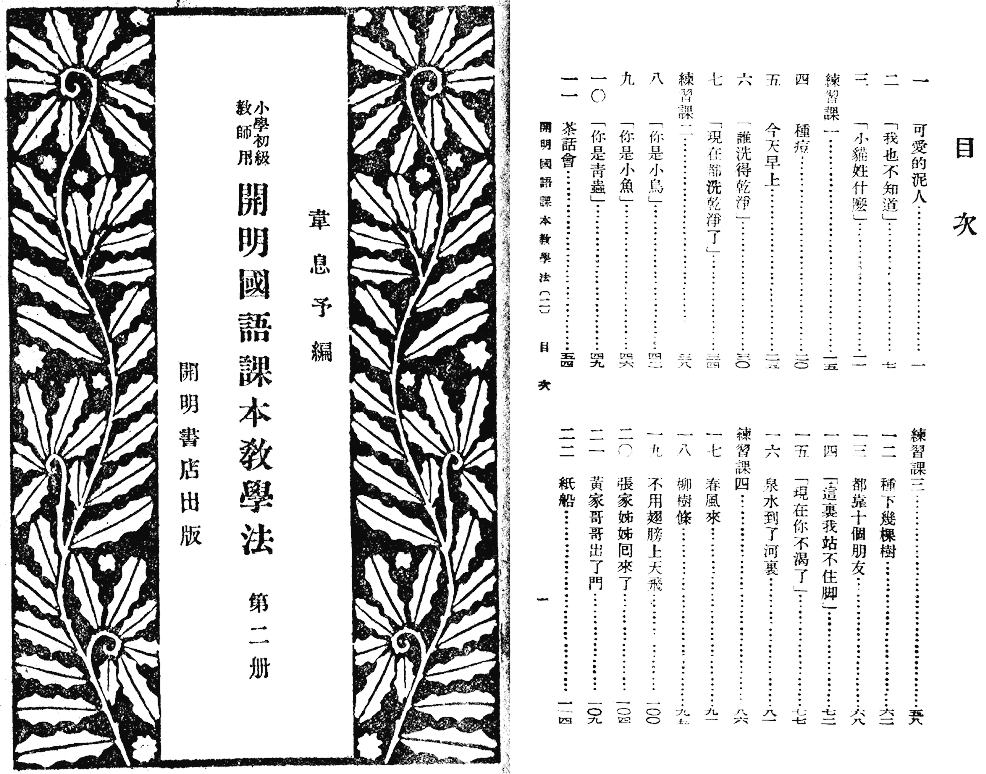 韋息予編
小學初級
教師用
開明國語課本教學法 第二册
開明書店出版
目次
一 可愛的泥人 一
二 「我也不知道」 七
三 「小貓姓什麼」 一一
練習課一 一五
四 種痘 二〇
五 今天早上 二五
六 「誰洗得乾淨」 三〇
七 「現在都洗乾淨了」 三四
練習課二 三八
八 「你是小鳥」 四二
九 「你是小魚」 四六
一〇 「你是青蟲」 四九
一一 茶話會 五四
練習課三 五八
一二 種下幾棵樹 六二
一三 都靠十個朋友 六八
一四 「這裏我站不住脚」 七二
一五 「現在你不渴了」 七七
一六 泉水到了河裏 八二
練習課四 八六
一七 春風來 九一
一八 柳樹條 九五
一九 不用翅膀上天飛 一〇〇
二〇 張家姊姊回來了 一〇四
二一 黃家哥哥出了門 一〇九
二二 紙船 一一四
開明國語課本教學法(二) 目次 一